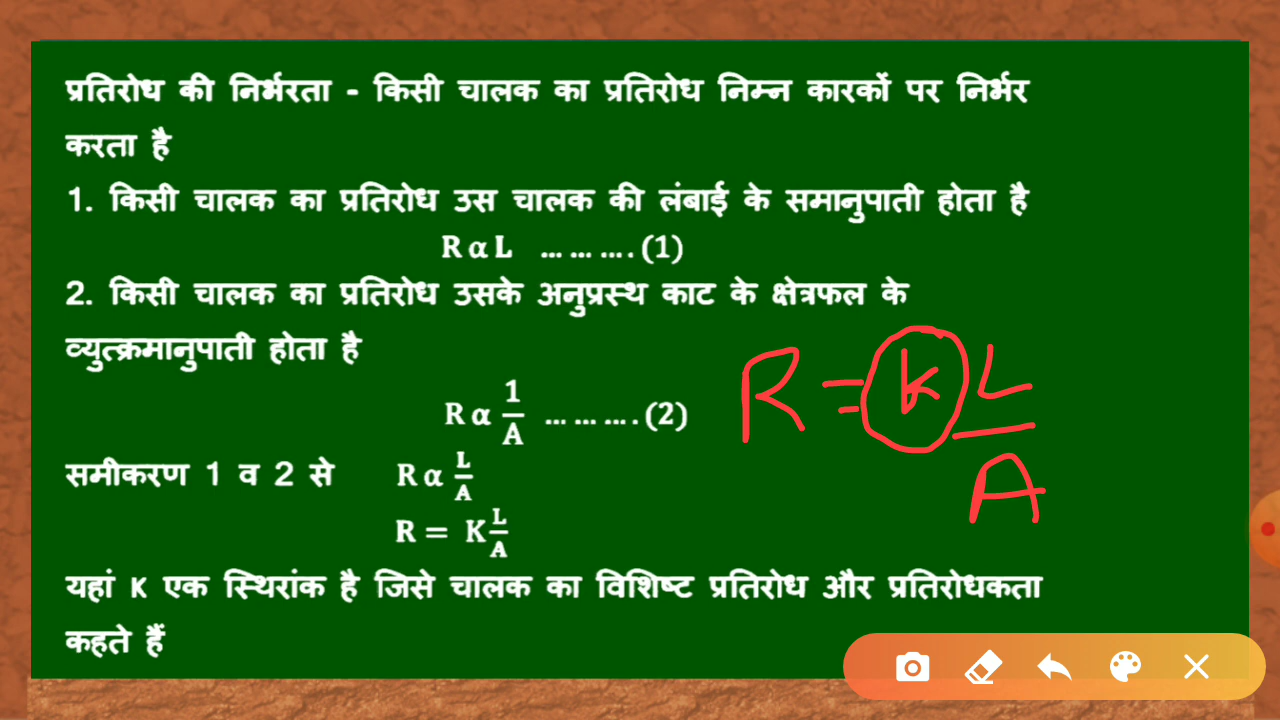 प्रतिरोध की निर्भरता - किसी चालक का प्रतिरोध निम्न कारकों पर निर्भर
करता है
1. किसी चालक का प्रतिरोध उस चालक की लंबाई के समानुपाती होता है
R α L ... ... ... . (1)
2. किसी चालक का प्रतिरोध उसके अनुप्रस्थ काट के क्षेत्रफल के
व्युत्क्रमानुपाती होता है
R α 1/A ... ... ... . (2)
R = K L/A
समीकरण 1 व 2 से R α L/A
R = K L/A
यहां K एक स्थिरांक है जिसे चालक का विशिष्ट प्रतिरोध और प्रतिरोधकता
कहते हैं